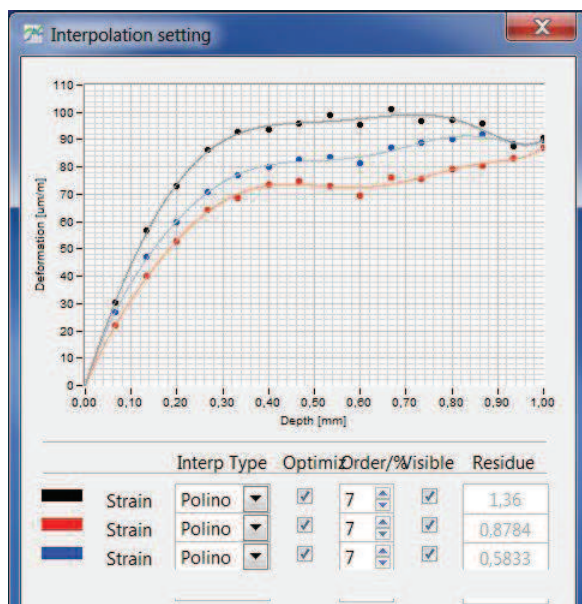 Interpolation setting
110
100
90
80
70
60
50
40
30
20
10
0
Deformation [um/m]
0,00 0,10 0,20 0,30 0,40 0,50 0,60 0,70 0,80 0,90 1,00
Depth [mm]
Interp Type Optimiz Order/% Visible Residue
Strain Polino 7 1,36
Strain Polino 7 0,8784
Strain Polino 7 0,5833